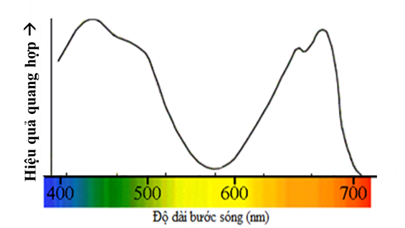 Hiệu quả quang hợp →
400 500 600 700
Độ dài bước sóng (nm)